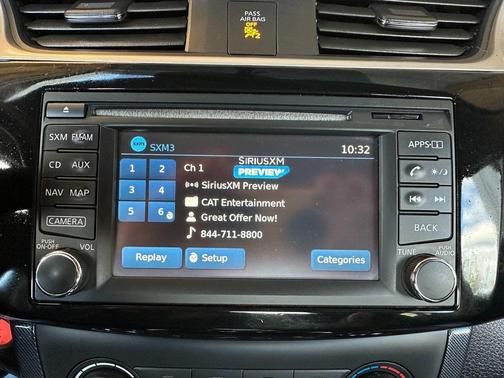 PASS
AIR BAG
OFF
2
SXM FM/AM
CD AUX
NAV MAP
CAMERA
PUSH
ON·OFF
VOL
SXM3
10:32
1 2
3 4
5 6
Ch 1
SIRIUSXM
PREVIEW
SiriusXM Preview
CAT Entertainment
Great Offer Now!
844-711-8800
Replay
Setup
Categories
APPS·
BACK
TUNE
PUSH
AUDIO